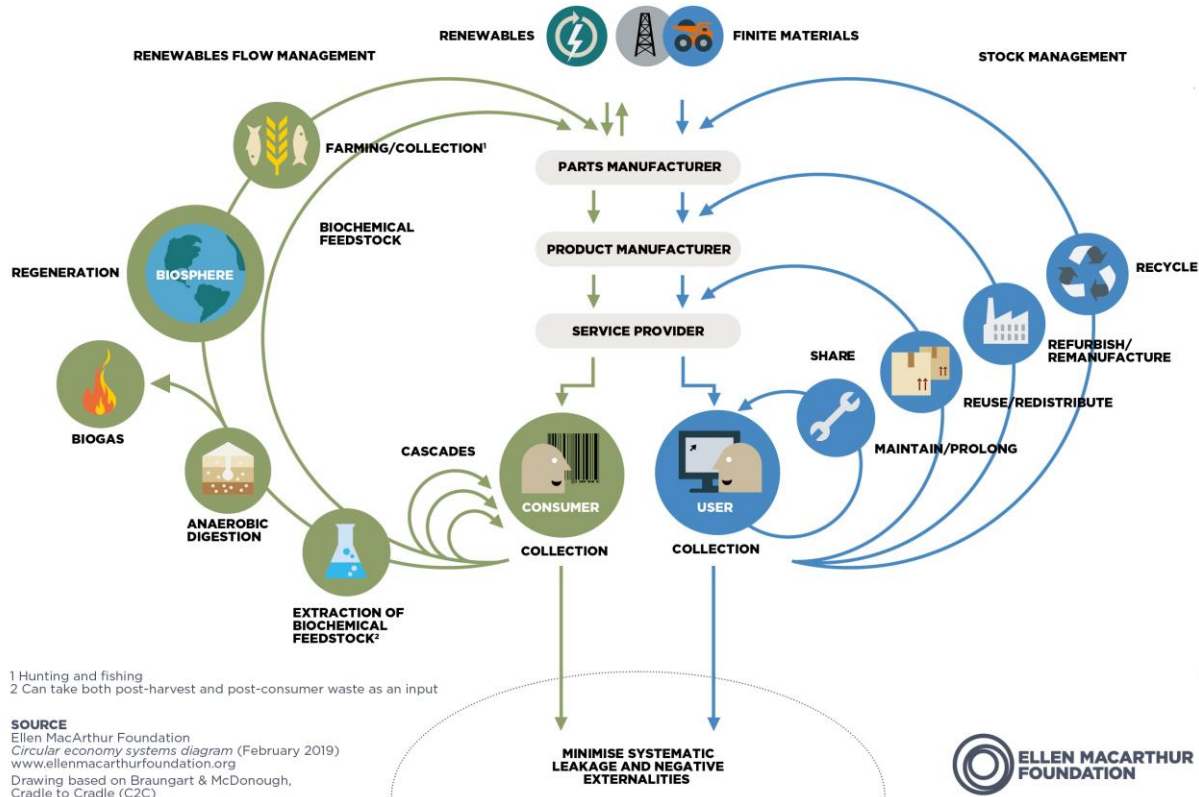 RENEWABLES
FINITE MATERIALS
RENEWABLES FLOW MANAGEMENT
STOCK MANAGEMENT
FARMING/COLLECTION¹
PARTS MANUFACTURER
BIOCHEMICAL
FEEDSTOCK
PRODUCT MANUFACTURER
REGENERATION
BIOSPHERE
RECYCLE
SERVICE PROVIDER
SHARE
REFURBISH/
REMANUFACTURE
REUSE/REDISTRIBUTE
BIOGAS
CASCADES
MAINTAIN/PROLONG
CONSUMER
USER
ANAEROBIC
DIGESTION
COLLECTION
COLLECTION
EXTRACTION OF
BIOCHEMICAL
FEEDSTOCK²
1 Hunting and fishing
2 Can take both post-harvest and post-consumer waste as an input
SOURCE
Ellen MacArthur Foundation
Circular economy systems diagram (February 2019)
www.ellenmacarthurfoundation.org
Drawing based on Braungart & McDonough,
Cradle to Cradle (C2C)
MINIMISE SYSTEMATIC
LEAKAGE AND NEGATIVE
EXTERNALITIES
ELLEN MACARTHUR
FOUNDATION